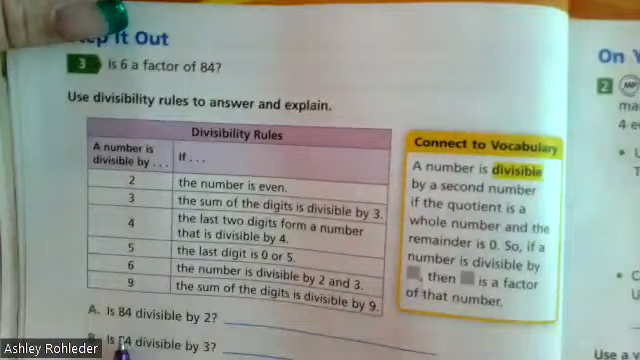 Step It Out
3 Is 6 a factor of 84?
Use divisibility rules to answer and explain.
Divisibility Rules
A number is divisible by . . . If . . .
2 the number is even.
3 the sum of the digits is divisible by 3.
4 the last two digits form a number
that is divisible by 4.
5 the last digit is 0 or 5.
6 the number is divisible by 2 and 3.
9 the sum of the digits is divisible by 9.
A. Is 84 divisible by 2?
Is 84 divisible by 3?
Connect to Vocabulary
A number is divisible
by a second number
if the quotient is a
whole number and the
remainder is 0. So, if a
number is divisible by
, then is a factor
of that number.
On
2 MP
4
Use a
Ashley Rohleder